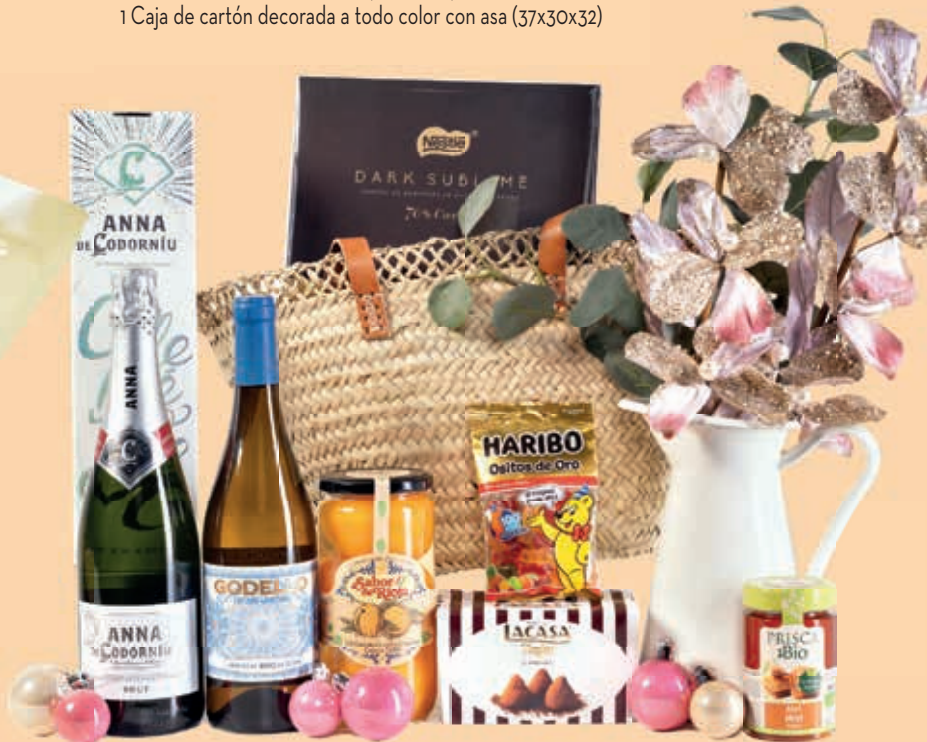 1 Caja de cartón decorada a todo color con asa (37x30x32)
Nestlé
DARK SUBLIME
70%
ANNA
DE CODORNÍU
ANNA
ANNA
DE CODORNÍU
BRUT
GODELLO
Sabor de Rioja
HARIBO
Ositos de Oro
LACASA
PRISCA
Bio